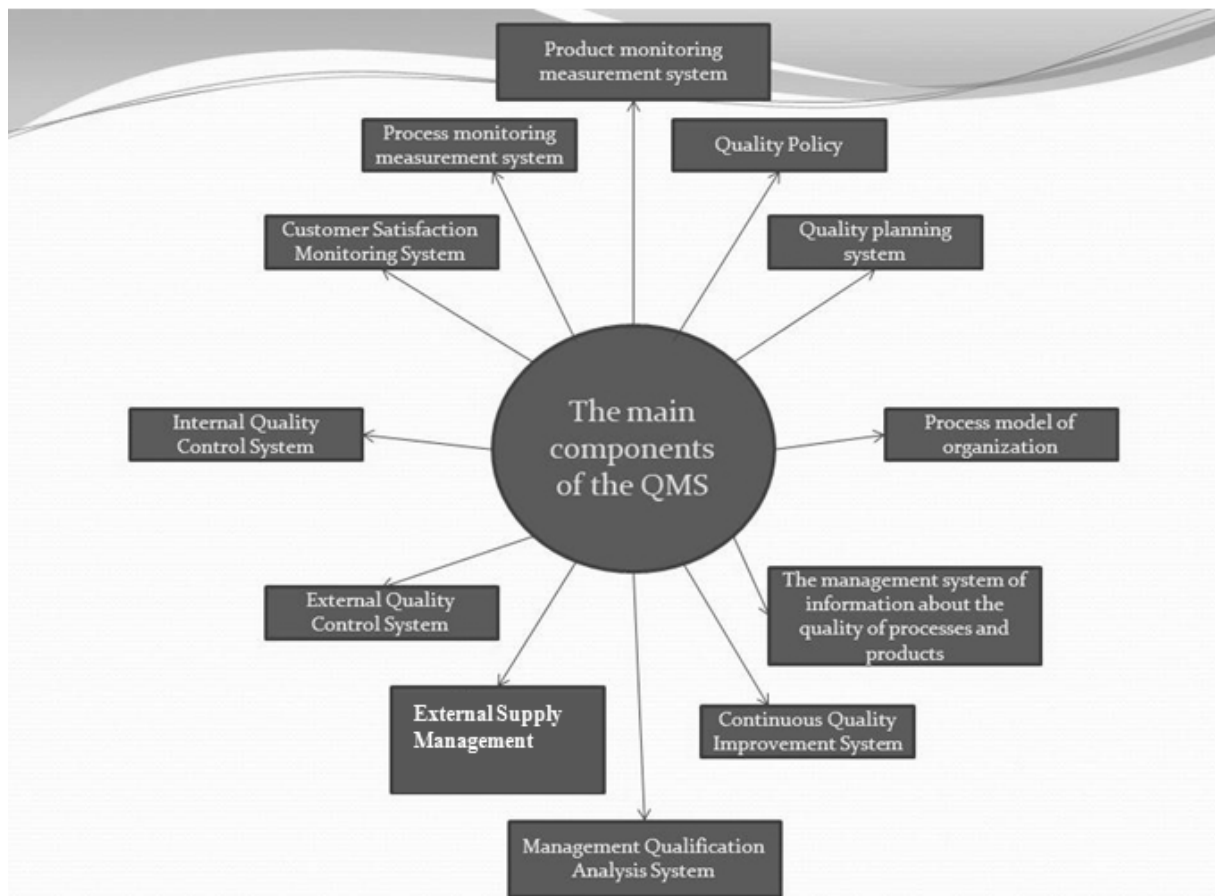 Product monitoring
measurement system
Process monitoring
measurement system
Quality Policy
Customer Satisfaction
Monitoring System
Quality planning
system
The main
components
of the QMS
Internal Quality
Control System
Process model of
organization
External Quality
Control System
The management system of
information about the
quality of processes and
products
External Supply
Management
Continuous Quality
Improvement System
Management Qualification
Analysis System